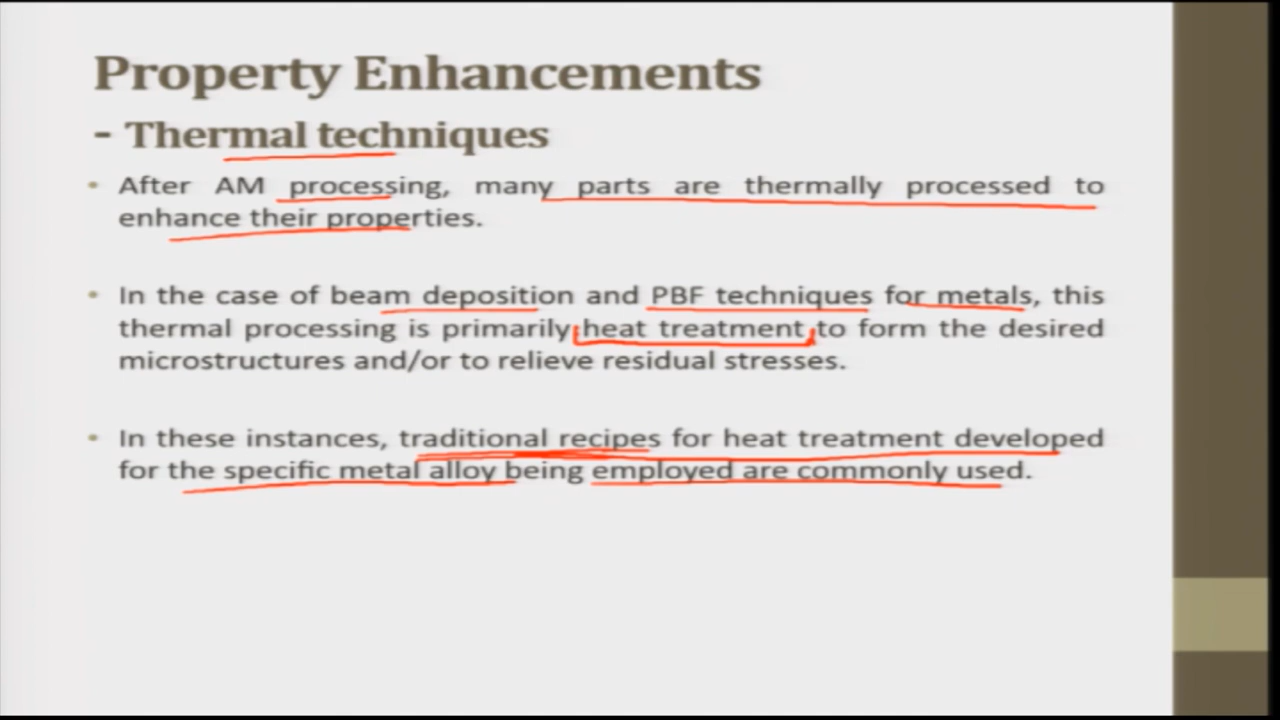 Property Enhancements
- Thermal techniques
• After AM processing, many parts are thermally processed to
enhance their properties.
• In the case of beam deposition and PBF techniques for metals, this
thermal processing is primarily heat treatment to form the desired
microstructures and/or to relieve residual stresses.
• In these instances, traditional recipes for heat treatment developed
for the specific metal alloy being employed are commonly used.